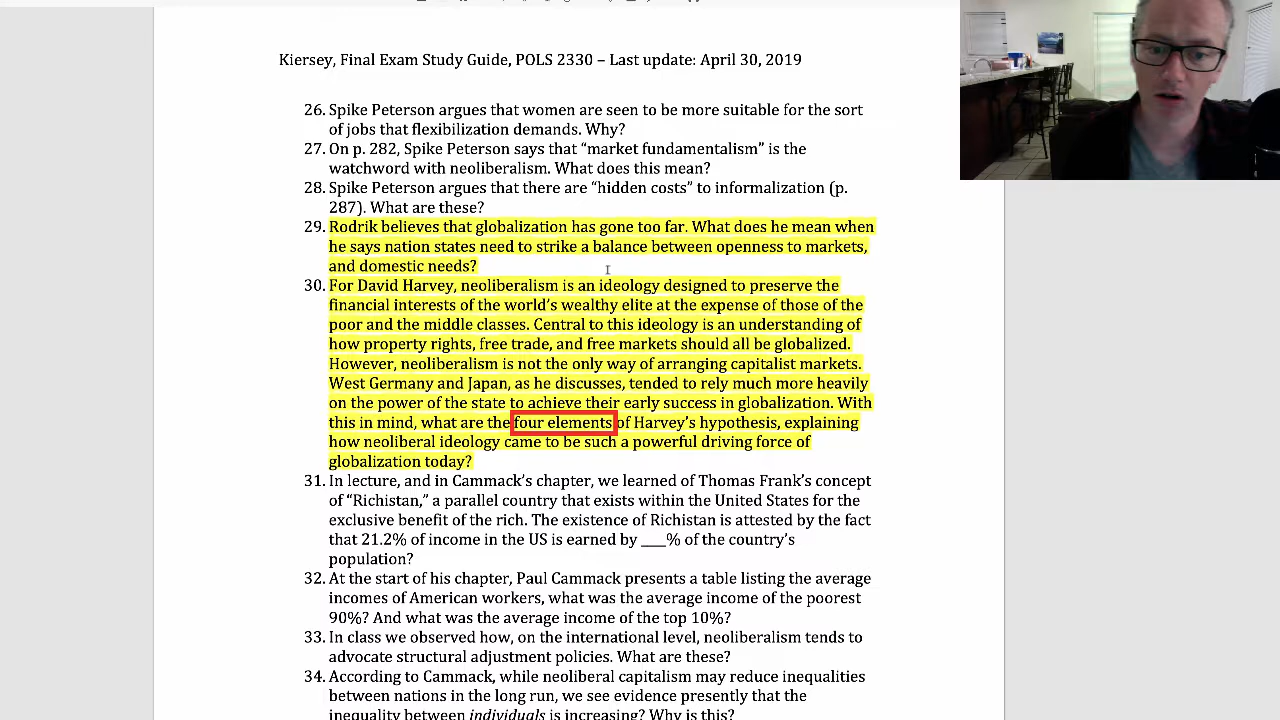 Kiersey, Final Exam Study Guide, POLS 2330 – Last update: April 30, 2019
26. Spike Peterson argues that women are seen to be more suitable for the sort
of jobs that flexibilization demands. Why?
27. On p. 282, Spike Peterson says that “market fundamentalism” is the
watchword with neoliberalism. What does this mean?
28. Spike Peterson argues that there are “hidden costs” to informalization (p.
287). What are these?
29. Rodrik believes that globalization has gone too far. What does he mean when
he says nation states need to strike a balance between openness to markets,
and domestic needs?
30. For David Harvey, neoliberalism is an ideology designed to preserve the
financial interests of the world’s wealthy elite at the expense of those of the
poor and the middle classes. Central to this ideology is an understanding of
how property rights, free trade, and free markets should all be globalized.
However, neoliberalism is not the only way of arranging capitalist markets.
West Germany and Japan, as he discusses, tended to rely much more heavily
on the power of the state to achieve their early success in globalization. With
this in mind, what are the four elements of Harvey’s hypothesis, explaining
how neoliberal ideology came to be such a powerful driving force of
globalization today?
31. In lecture, and in Cammack’s chapter, we learned of Thomas Frank’s concept
of “Richistan,” a parallel country that exists within the United States for the
exclusive benefit of the rich. The existence of Richistan is attested by the fact
that 21.2% of income in the US is earned by ____% of the country’s
population?
32. At the start of his chapter, Paul Cammack presents a table listing the average
incomes of American workers, what was the average income of the poorest
90%? And what was the average income of the top 10%?
33. In class we observed how, on the international level, neoliberalism tends to
advocate structural adjustment policies. What are these?
34. According to Cammack, while neoliberal capitalism may reduce inequalities
between nations in the long run, we see evidence presently that the
inequality between individuals is increasing? Why is this?